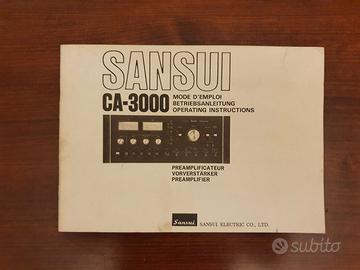 SANSUI
CA-3000
MODE D'EMPLOI
BETRIEBSANLEITUNG
OPERATING INSTRUCTIONS
PREAMPLIFICATEUR
VORVERSTÄRKER
PREAMPLIFIER
Sansui
SANSUI ELECTRIC CO., LTD.
subito